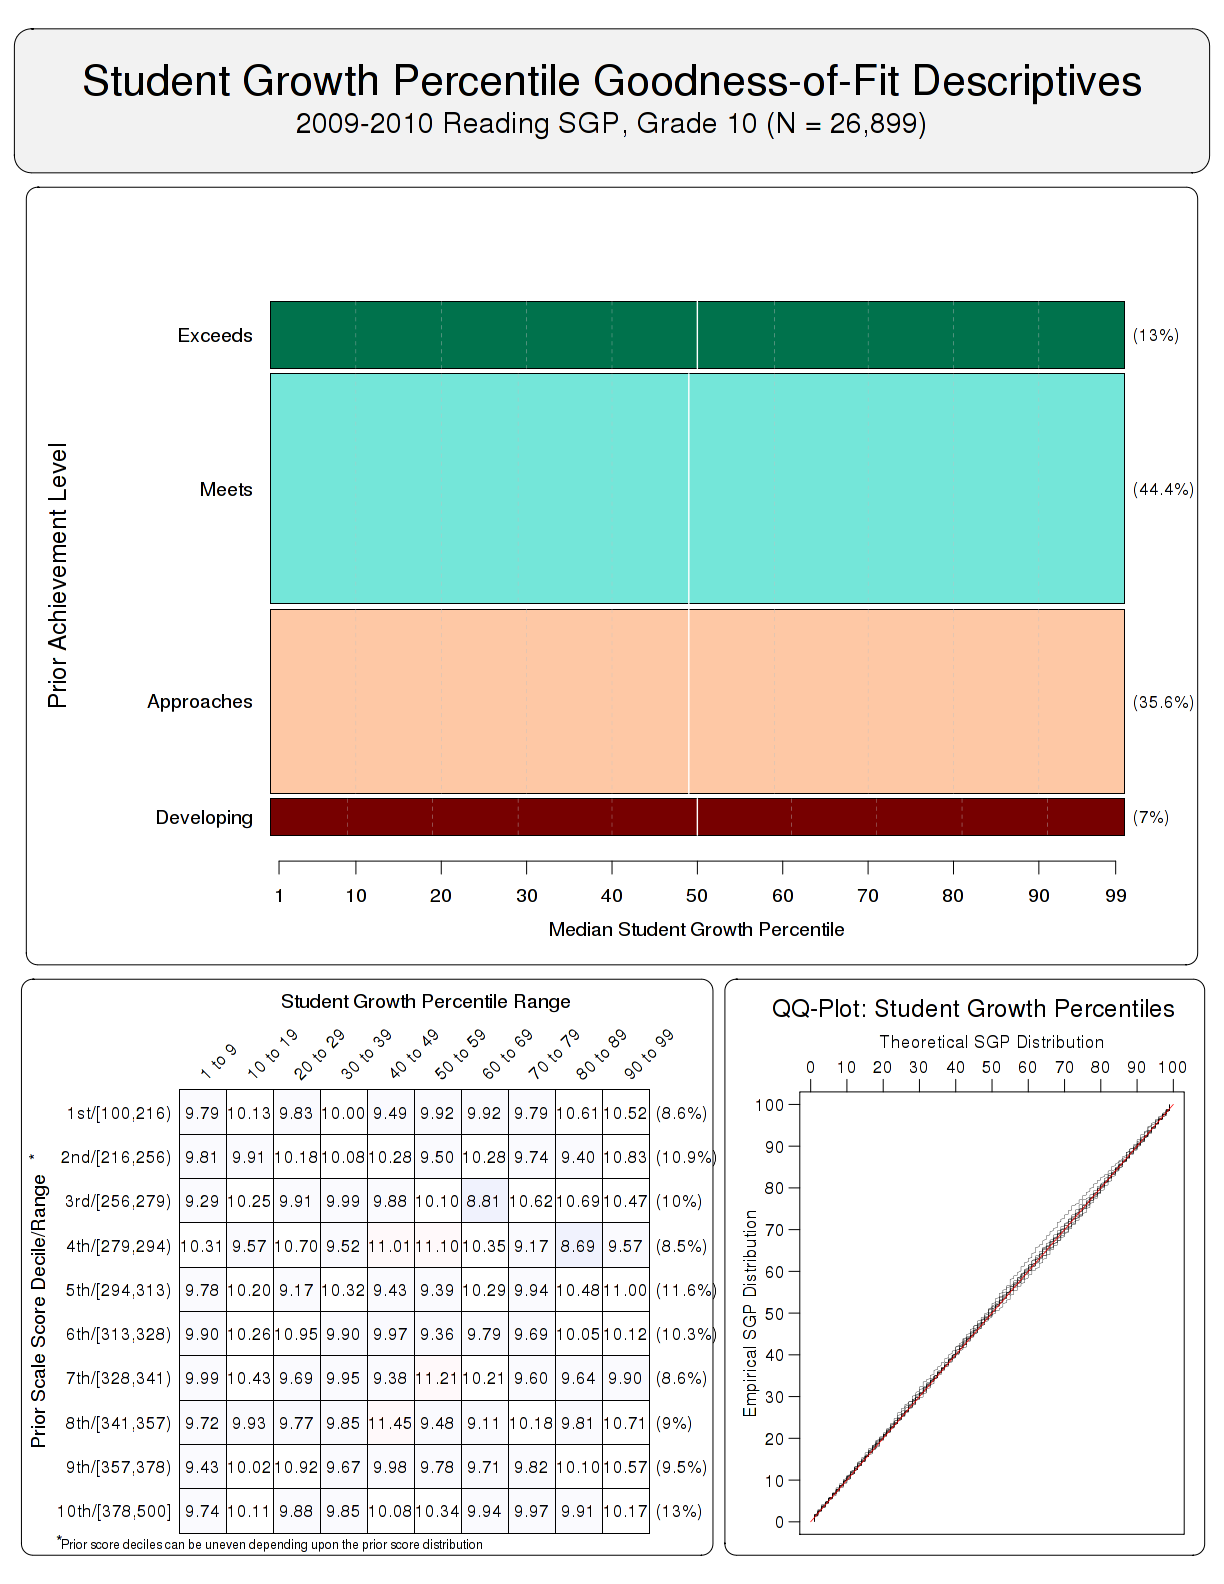 Student Growth Percentile Goodness-of-Fit Descriptives
2009-2010 Reading SGP, Grade 10 (N = 26,899)
Prior Achievement Level
Exceeds (13%)
Meets (44.4%)
Approaches (35.6%)
Developing (7%)
1 10 20 30 40 50 60 70 80 90 99
Median Student Growth Percentile
Student Growth Percentile Range
1 to 9 10 to 19 20 to 29 30 to 39 40 to 49 50 to 59 60 to 69 70 to 79 80 to 89 90 to 99
Prior Scale Score Decile/Range *
1st/[100,216) 9.79 10.13 9.83 10.00 9.49 9.92 9.92 9.79 10.61 10.52 (8.6%)
2nd/[216,256) 9.81 9.91 10.18 10.08 10.28 9.50 10.28 9.74 9.40 10.83 (10.9%)
3rd/[256,279) 9.29 10.25 9.91 9.99 9.88 10.10 8.81 10.62 10.69 10.47 (10%)
4th/[279,294) 10.31 9.57 10.70 9.52 11.01 11.10 10.35 9.17 8.69 9.57 (8.5%)
5th/[294,313) 9.78 10.20 9.17 10.32 9.43 9.39 10.29 9.94 10.48 11.00 (11.6%)
6th/[313,328) 9.90 10.26 10.95 9.90 9.97 9.36 9.79 9.69 10.05 10.12 (10.3%)
7th/[328,341) 9.99 10.43 9.69 9.95 9.38 11.21 10.21 9.60 9.64 9.90 (8.6%)
8th/[341,357) 9.72 9.93 9.77 9.85 11.45 9.48 9.11 10.18 9.81 10.71 (9%)
9th/[357,378) 9.43 10.02 10.92 9.67 9.98 9.78 9.71 9.82 10.10 10.57 (9.5%)
10th/[378,500] 9.74 10.11 9.88 9.85 10.08 10.34 9.94 9.97 9.91 10.17 (13%)
*Prior score deciles can be uneven depending upon the prior score distribution
QQ-Plot: Student Growth Percentiles
Theoretical SGP Distribution
0 10 20 30 40 50 60 70 80 90 100
Empirical SGP Distribution
100
90
80
70
60
50
40
30
20
10
0